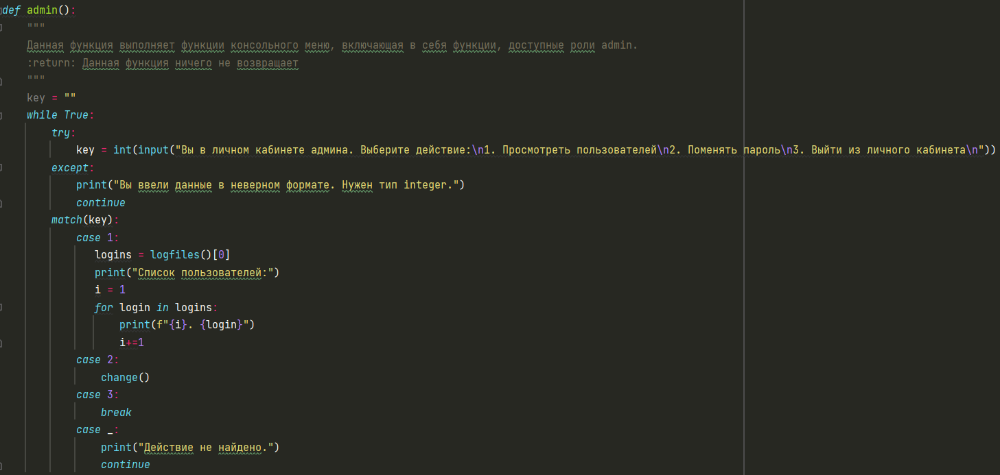 def admin():
    """
    Данная функция выполняет функции консольного меню, включающая в себя функции, доступные роли admin.
    :return: Данная функция ничего не возвращает
    """
    key = ""
    while True:
        try:
            key = int(input("Вы в личном кабинете админа. Выберите действие:\n1. Просмотреть пользователей\n2. Поменять пароль\n3. Выйти из личного кабинета\n"))
        except:
            print("Вы ввели данные в неверном формате. Нужен тип integer.")
            continue
        match(key):
            case 1:
               logins = logfiles()[0]
               print("Список пользователей:")
               i = 1
               for login in logins:
                   print(f"{i}. {login}")
                   i+=1
            case 2:
                change()
            case 3:
                break
            case _:
                print("Действие не найдено.")
                continue